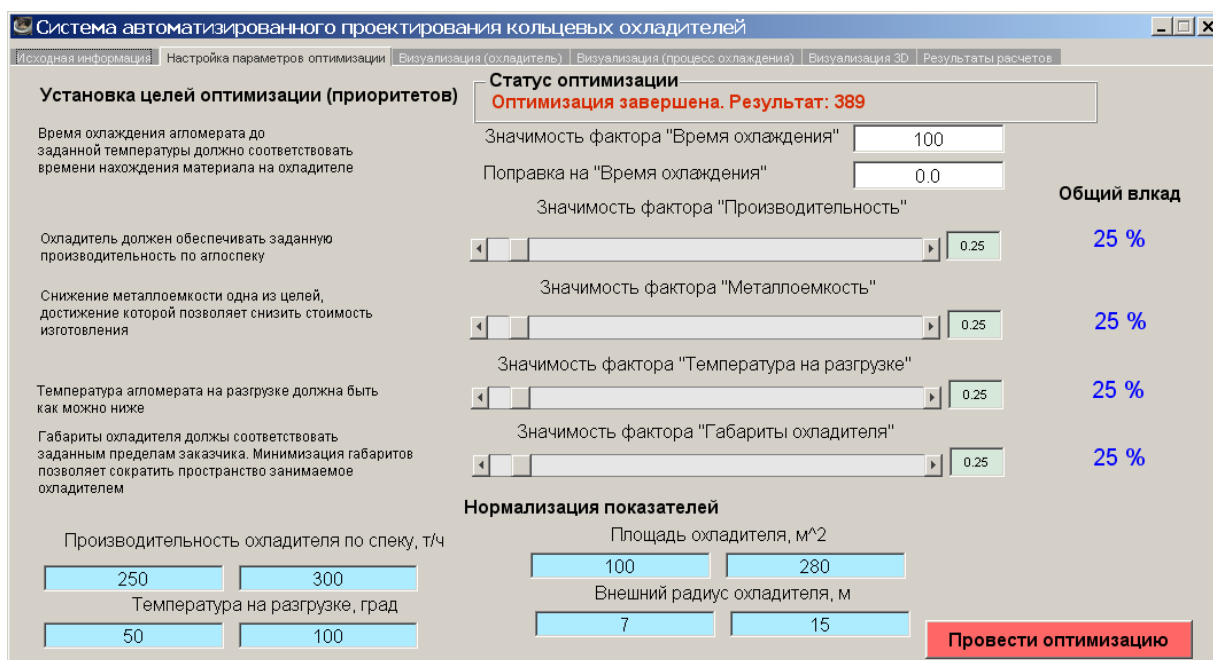 Система автоматизированного проектирования кольцевых охладителей
Исходная информация Настройка параметров оптимизации Визуализация (охладитель) Визуализация (процесс охлаждения) Визуализация 3D Результаты расчетов
Установка целей оптимизации (приоритетов)
Статус оптимизации
Оптимизация завершена. Результат: 389
Время охлаждения агломерата до
заданной температуры должно соответствовать
времени нахождения материала на охладителе
Значимость фактора "Время охлаждения" 100
Поправка на "Время охлаждения" 0.0
Общий влкад
Значимость фактора "Производительность"
Охладитель должен обеспечивать заданную
производительность по аглоспеку
0.25 25 %
Значимость фактора "Металлоемкость"
Снижение металлоемкости одна из целей,
достижение которой позволяет снизить стоимость
изготовления
0.25 25 %
Значимость фактора "Температура на разгрузке"
Температура агломерата на разгрузке должна быть
как можно ниже
0.25 25 %
Значимость фактора "Габариты охладителя"
Габариты охладителя должы соответствовать
заданным пределам заказчика. Минимизация габаритов
позволяет сократить пространство занимаемое
охладителем
0.25 25 %
Нормализация показателей
Производительность охладителя по спеку, т/ч
250 300
Температура на разгрузке, град
50 100
Площадь охладителя, м^2
100 280
Внешний радиус охладителя, м
7 15
Провести оптимизацию